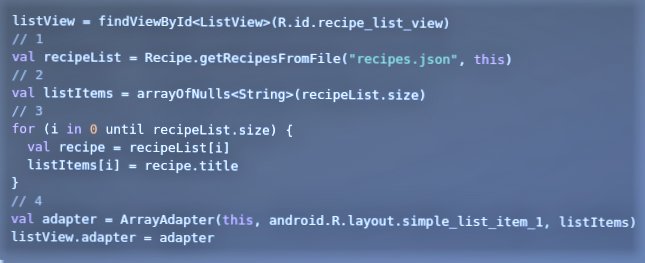 listView = findViewById<ListView>(R.id.recipe_list_view)
// 1
val recipeList = Recipe.getRecipesFromFile("recipes.json", this)
// 2
val listItems = arrayOfNulls<String>(recipeList.size)
// 3
for (i in 0 until recipeList.size) {
  val recipe = recipeList[i]
  listItems[i] = recipe.title
}
// 4
val adapter = ArrayAdapter(this, android.R.layout.simple_list_item_1, listItems)
listView.adapter = adapter